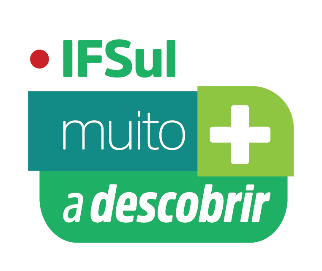 IFSul
muito +
a descobrir